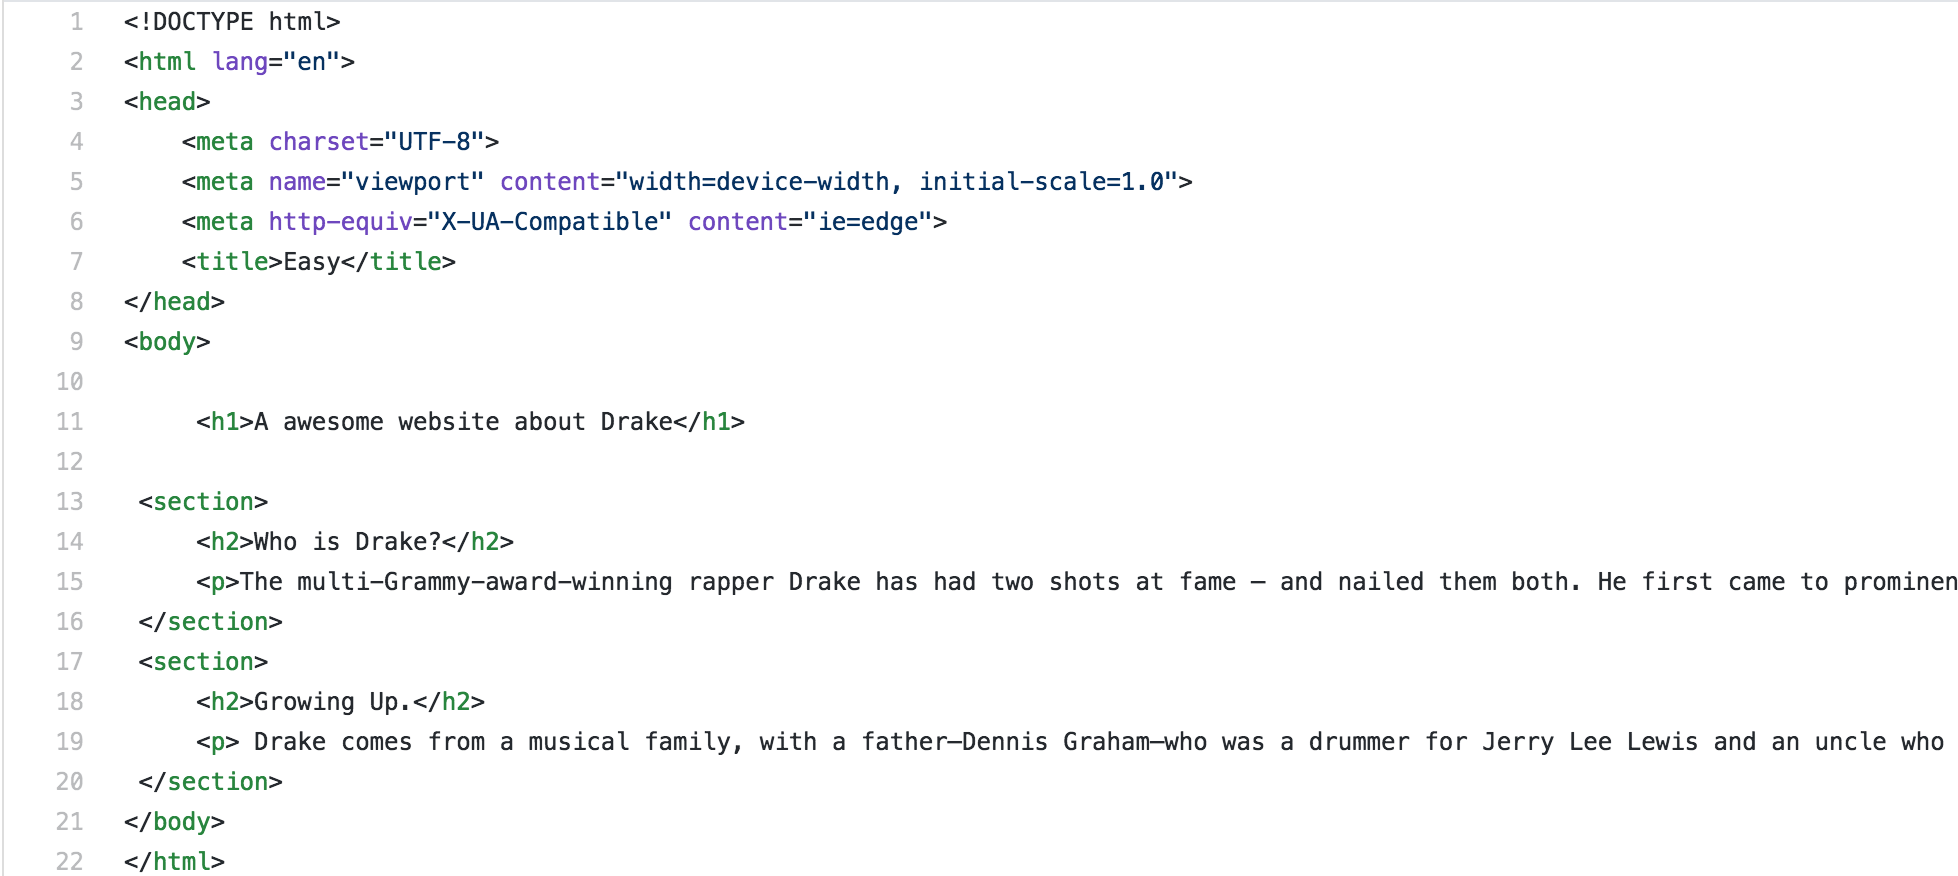 1 <!DOCTYPE html>
2 <html lang="en">
3 <head>
4     <meta charset="UTF-8">
5     <meta name="viewport" content="width=device-width, initial-scale=1.0">
6     <meta http-equiv="X-UA-Compatible" content="ie=edge">
7     <title>Easy</title>
8 </head>
9 <body>
10
11      <h1>A awesome website about Drake</h1>
12
13  <section>
14      <h2>Who is Drake?</h2>
15      <p>The multi-Grammy-award-winning rapper Drake has had two shots at fame – and nailed them both. He first came to prominen
16  </section>
17  <section>
18      <h2>Growing Up.</h2>
19      <p> Drake comes from a musical family, with a father—Dennis Graham—who was a drummer for Jerry Lee Lewis and an uncle who
20  </section>
21 </body>
22 </html>